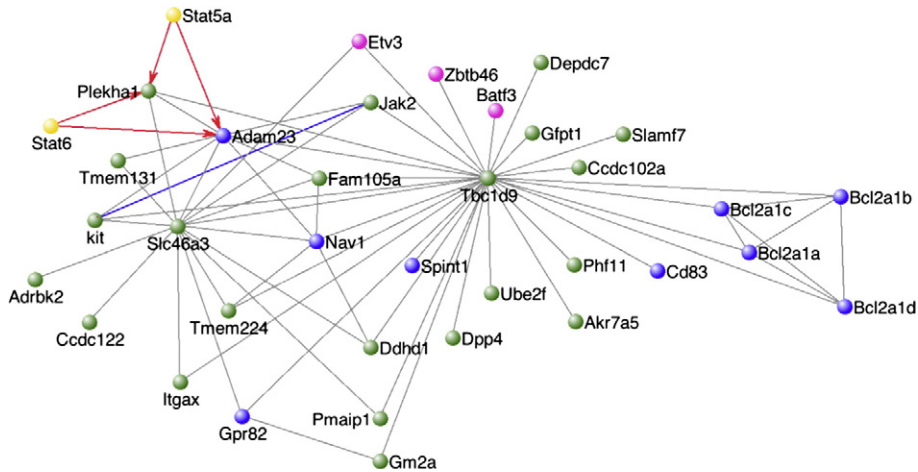 Stat5a
Etv3
Depdc7
Zbtb46
Plekha1
Batf3
Jak2
Stat6
Adam23
Gfpt1
Slamf7
Tmem131
Ccdc102a
Fam105a
Tbc1d9
Bcl2a1b
Bcl2a1c
kit
Slc46a3
Nav1
Bcl2a1a
Spint1
Phf11
Cd83
Adrbk2
Ube2f
Bcl2a1d
Ccdc122
Tmem224
Akr7a5
Dpp4
Ddhd1
Itgax
Pmaip1
Gpr82
Gm2a